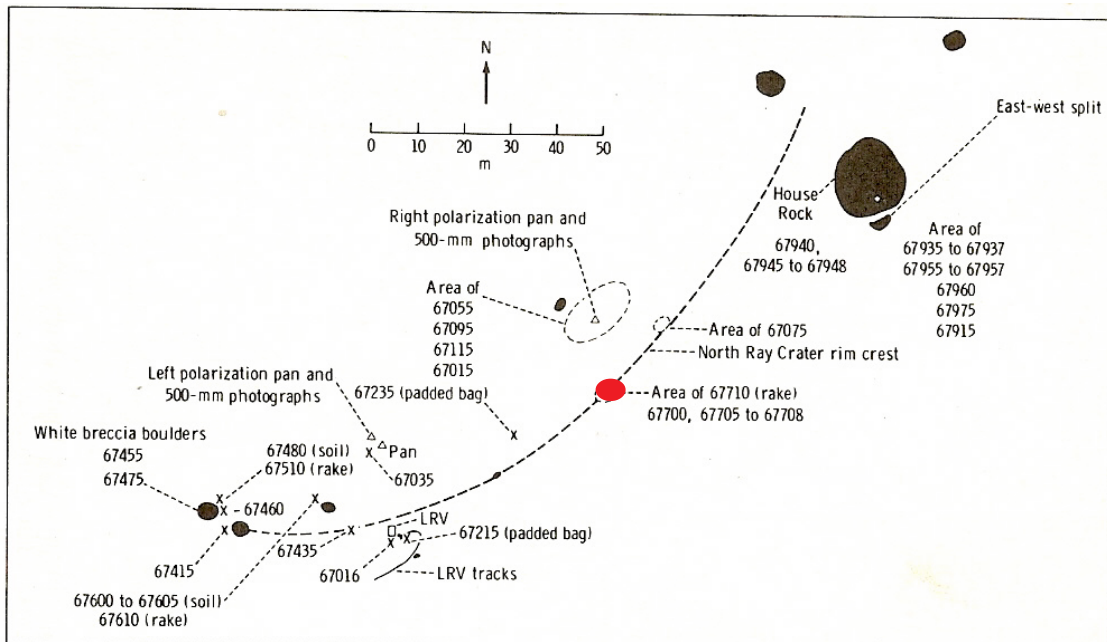 N
0 10 20 30 40 50
m
East-west split
House
Rock
67940,
67945 to 67948
Area of
67935 to 67937
67955 to 67957
67960
67975
67915
Right polarization pan and
500-mm photographs
Area of
67055
67095
67115
67015
Area of 67075
North Ray Crater rim crest
Left polarization pan and
500-mm photographs
67235 (padded bag)
Area of 67710 (rake)
67700, 67705 to 67708
White breccia boulders
67455
67475
67480 (soil)
67510 (rake)
Pan
67035
x - 67460
LRV
67215 (padded bag)
67435
67415
67016
LRV tracks
67600 to 67605 (soil)
67610 (rake)